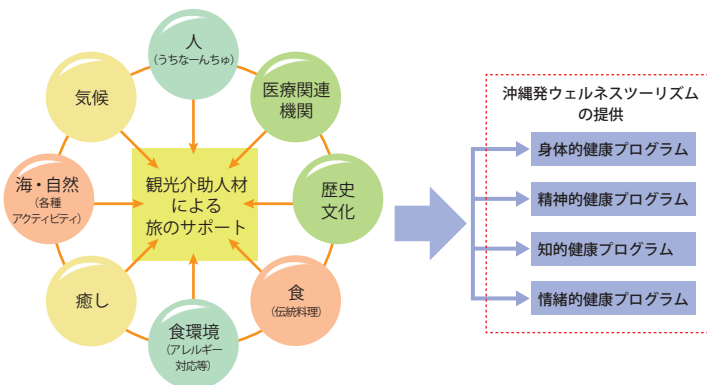 人
(うちなーんちゅ)
医療関連
機関
歴史
文化
食
(伝統料理)
食環境
(アレルギー
対応等)
癒し
海・自然
(各種
アクティビティ)
気候
観光介助人材
による
旅のサポート
沖縄発ウェルネスツーリズム
の提供
身体的健康プログラム
精神的健康プログラム
知的健康プログラム
情緒的健康プログラム